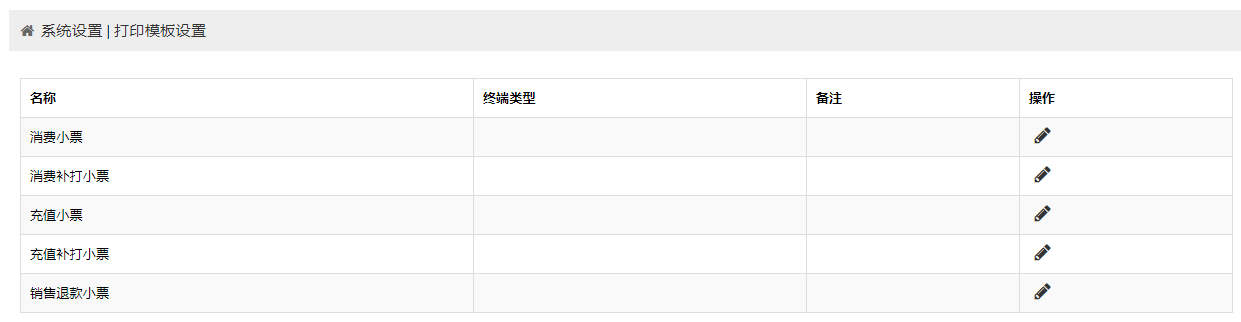 系统设置 | 打印模板设置
名称 终端类型 备注 操作
消费小票
消费补打小票
充值小票
充值补打小票
销售退款小票